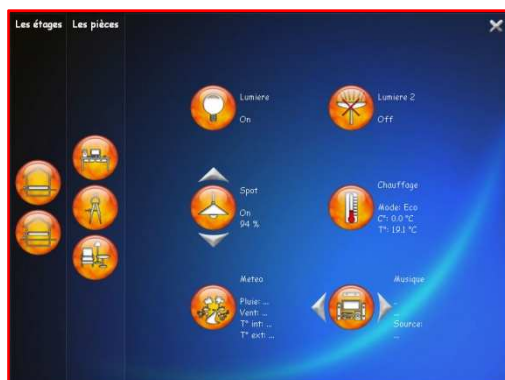 Les étages Les pièces
Lumiere
On
Lumiere 2
Off
Spot
On
94 %
Chauffage
Mode: Eco
C°: 0.0 °C
T°: 19.1 °C
Meteo
Pluie: ...
Vent: ...
T° int: ...
T° ext: ...
Musique
...
...
Source:
...